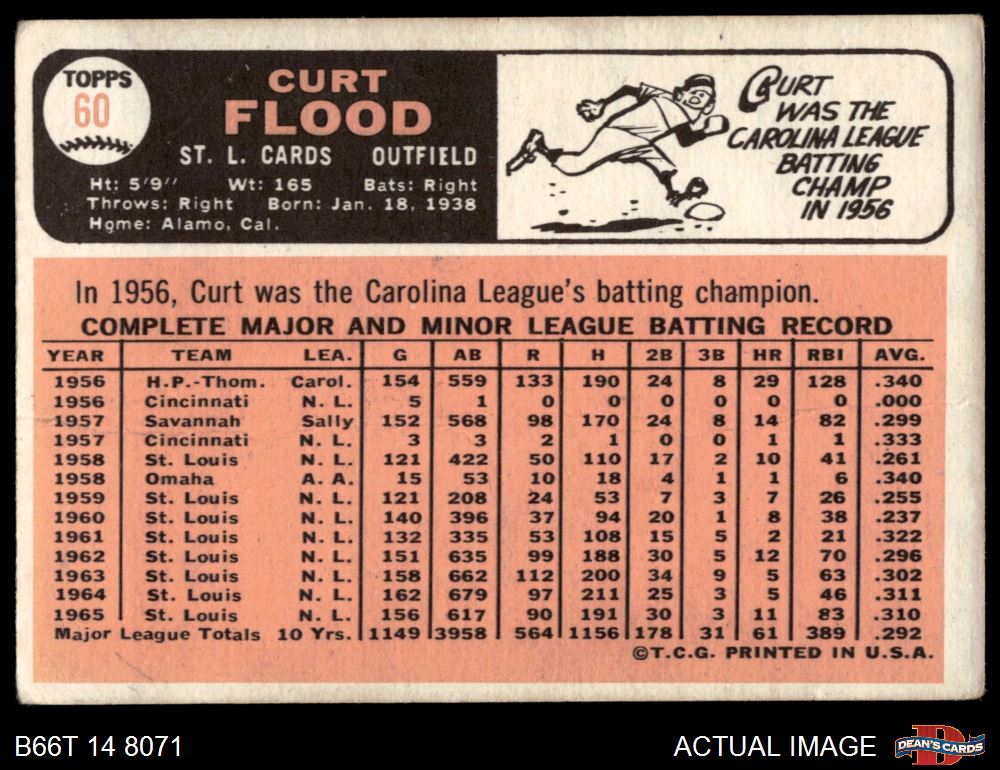 TOPPS
60
CURT
FLOOD
ST. L. CARDS OUTFIELD
Ht: 5'9" Wt: 165 Bats: Right
Throws: Right Born: Jan. 18, 1938
Home: Alamo, Cal.
CURT
WAS THE
CAROLINA LEAGUE
BATTING
CHAMP
IN 1956
In 1956, Curt was the Carolina League's batting champion.
COMPLETE MAJOR AND MINOR LEAGUE BATTING RECORD
YEAR TEAM LEA. G AB R H 2B 3B HR RBI AVG.
1956 H.P.-Thom. Carol. 154 559 133 190 24 8 29 128 .340
1956 Cincinnati N. L. 5 1 0 0 0 0 0 0 .000
1957 Savannah Sally 152 568 98 170 24 8 14 82 .299
1957 Cincinnati N. L. 3 3 2 1 0 0 1 1 .333
1958 St. Louis N. L. 121 422 50 110 17 2 10 41 .261
1958 Omaha A. A. 15 53 10 18 4 1 1 6 .340
1959 St. Louis N. L. 121 208 24 53 7 3 7 26 .255
1960 St. Louis N. L. 140 396 37 94 20 1 8 38 .237
1961 St. Louis N. L. 132 335 53 108 15 5 2 21 .322
1962 St. Louis N. L. 151 635 99 188 30 5 12 70 .296
1963 St. Louis N. L. 158 662 112 200 34 9 5 63 .302
1964 St. Louis N. L. 162 679 97 211 25 3 5 46 .311
1965 St. Louis N. L. 156 617 90 191 30 3 11 83 .310
Major League Totals 10 Yrs. 1149 3958 564 1156 178 31 61 389 .292
©T.C.G. PRINTED IN U.S.A.
B66T 14 8071
ACTUAL IMAGE
DEAN'S CARDS